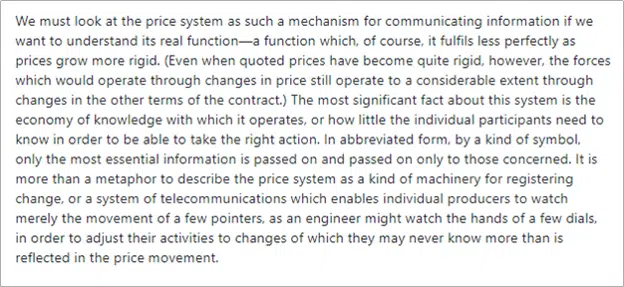 We must look at the price system as such a mechanism for communicating information if we
want to understand its real function—a function which, of course, it fulfils less perfectly as
prices grow more rigid. (Even when quoted prices have become quite rigid, however, the forces
which would operate through changes in price still operate to a considerable extent through
changes in the other terms of the contract.) The most significant fact about this system is the
economy of knowledge with which it operates, or how little the individual participants need to
know in order to be able to take the right action. In abbreviated form, by a kind of symbol,
only the most essential information is passed on and passed on only to those concerned. It is
more than a metaphor to describe the price system as a kind of machinery for registering
change, or a system of telecommunications which enables individual producers to watch
merely the movement of a few pointers, as an engineer might watch the hands of a few dials,
in order to adjust their activities to changes of which they may never know more than is
reflected in the price movement.